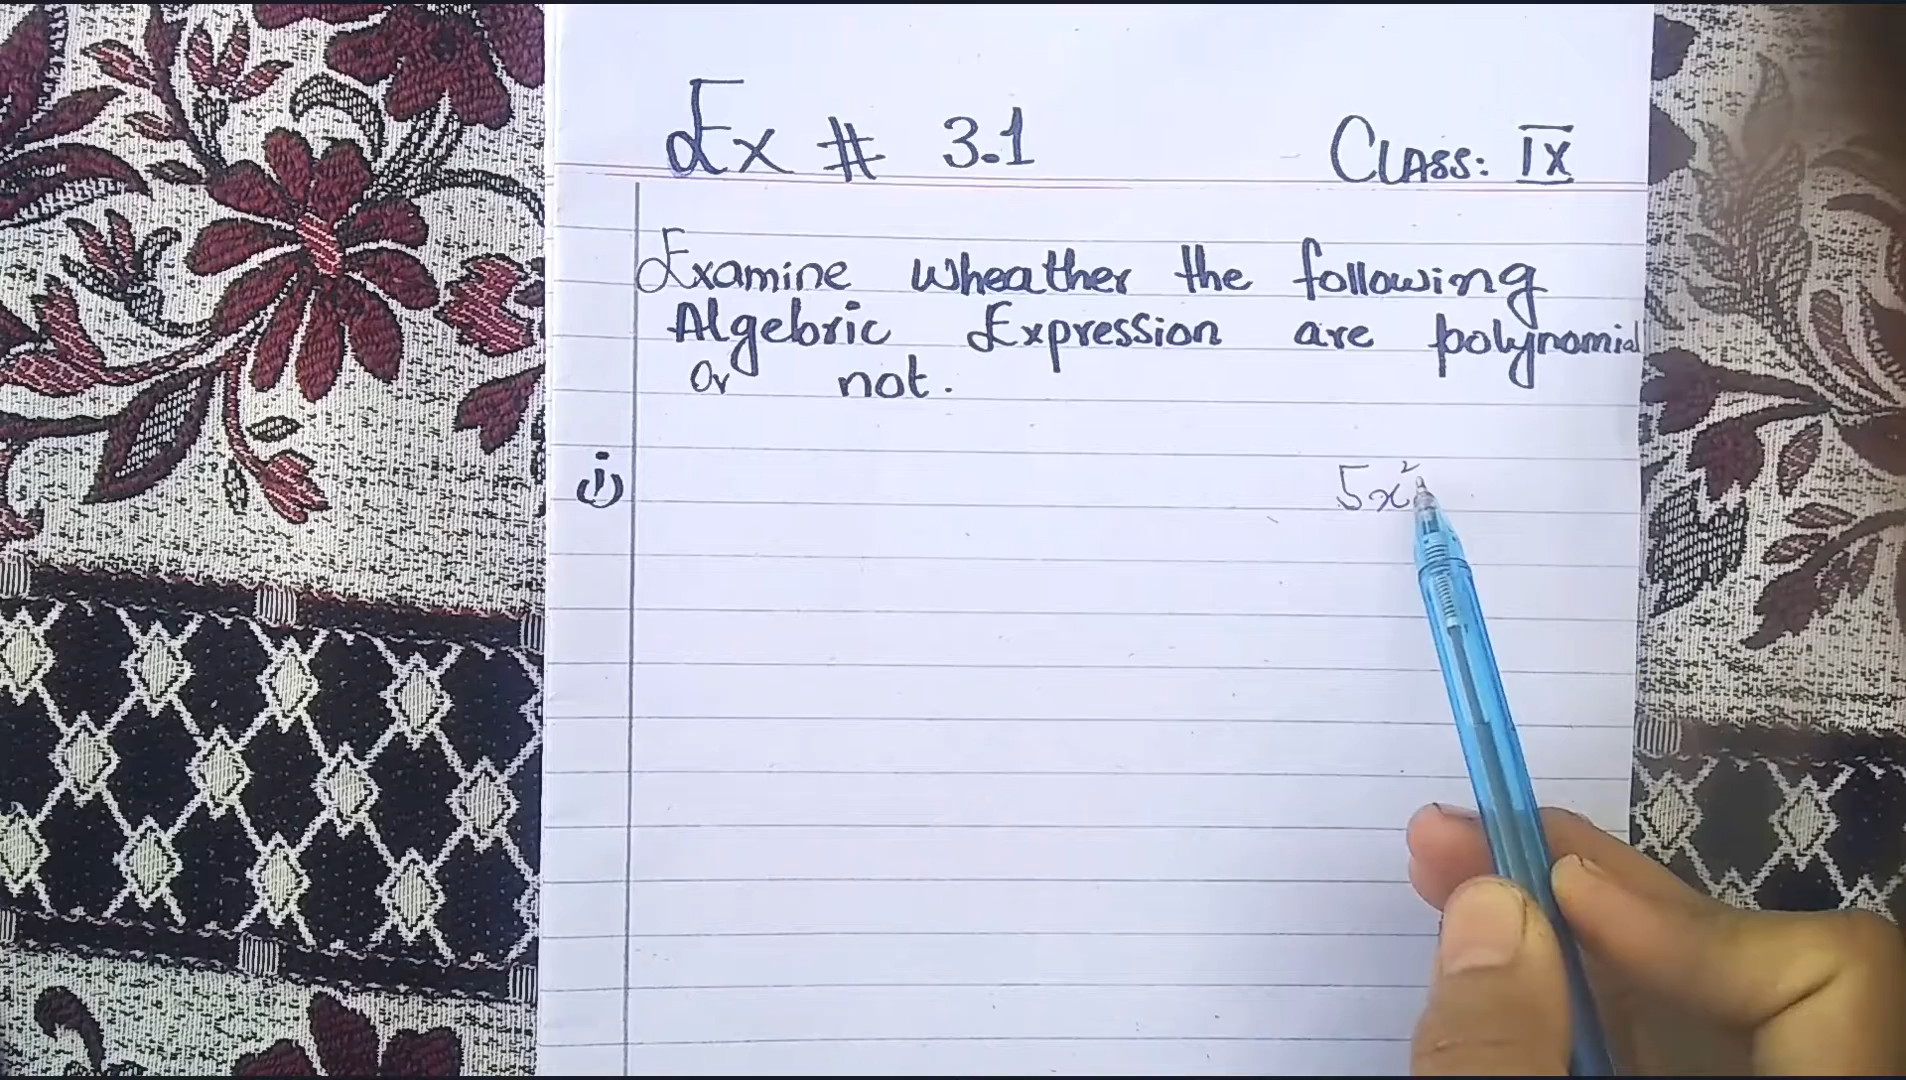 Ex # 3.1 CLASS: IX
Examine wheather the following
Algebric Expression are polynomial
Or not.
(i) 5x²